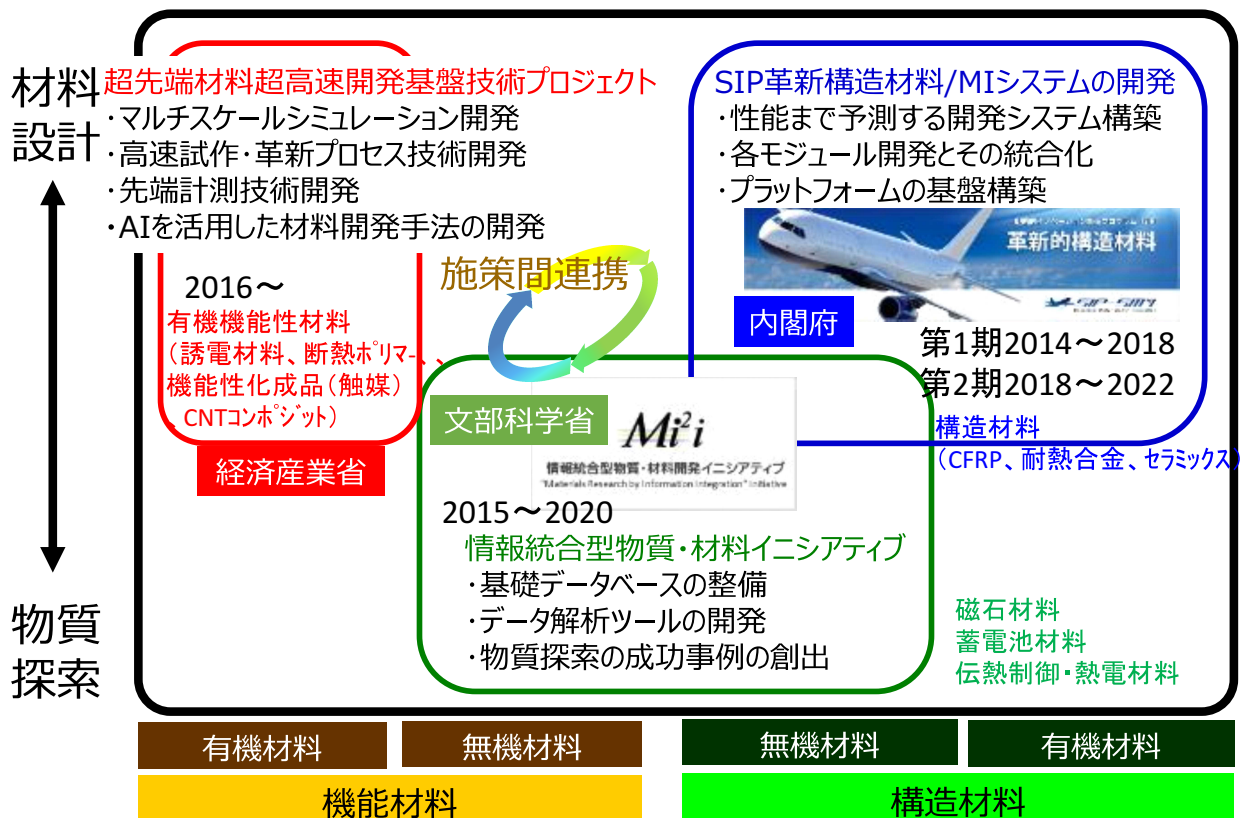 材料
設計
物質
探索
超先端材料超高速開発基盤技術プロジェクト
・マルチスケールシミュレーション開発
・高速試作・革新プロセス技術開発
・先端計測技術開発
・AIを活用した材料開発手法の開発
2016～
有機機能性材料
（誘電材料、断熱ﾎﾟﾘﾏｰ、
機能性化成品（触媒）
、CNTｺﾝﾎﾟｼﾞｯﾄ）
経済産業省
施策間連携
SIP革新構造材料/MIシステムの開発
・性能まで予測する開発システム構築
・各モジュール開発とその統合化
・プラットフォームの基盤構築
革新的構造材料
SIP-SM4I
内閣府
第1期2014～2018
第2期2018～2022
構造材料
（CFRP、耐熱合金、ｾﾗﾐｯｸｽ）
文部科学省
Mi²i
情報統合型物質・材料開発イニシアティブ
"Materials Research by Information Integration" Initiative
2015～2020
情報統合型物質・材料イニシアティブ
・基礎データベースの整備
・データ解析ツールの開発
・物質探索の成功事例の創出
磁石材料
蓄電池材料
伝熱制御・熱電材料
有機材料
無機材料
無機材料
有機材料
機能材料
構造材料